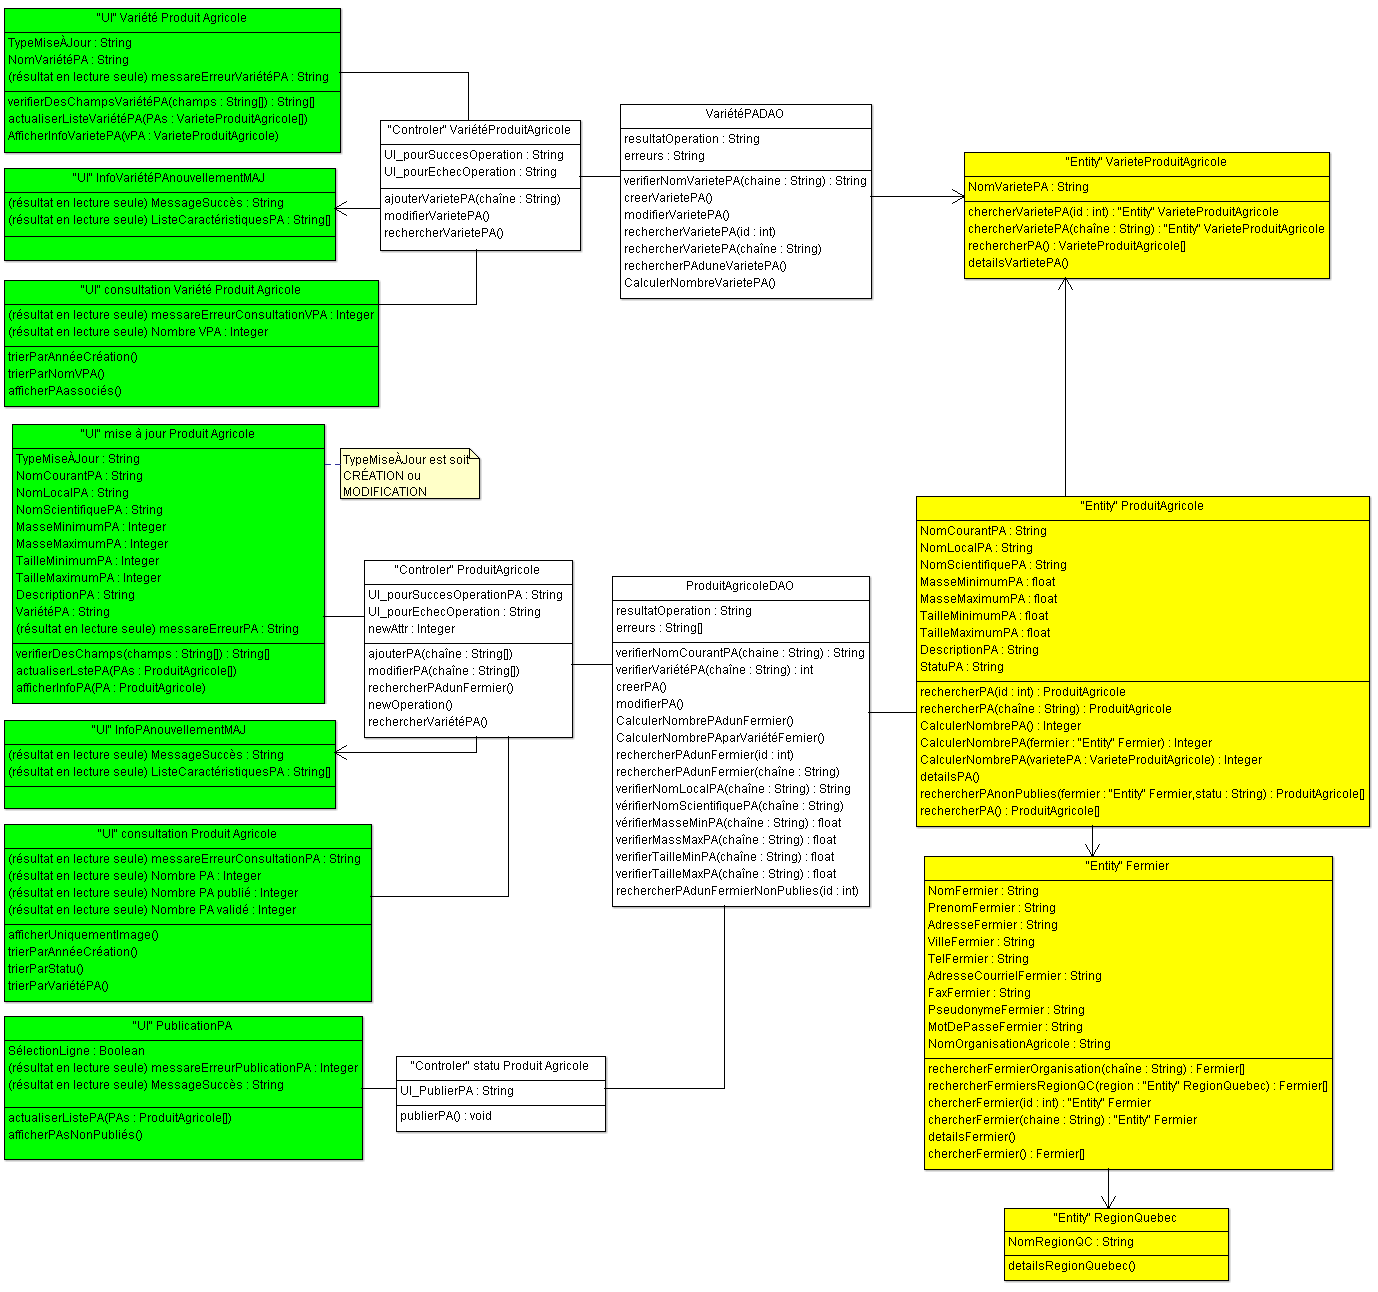 "UI" Variété Produit Agricole
TypeMiseÀJour : String
NomVariétéPA : String
(résultat en lecture seule) messareErreurVariétéPA : String
verifierDesChampsVariétéPA(champs : String[]) : String[]
actualiserListeVariétéPA(PAs : VarieteProduitAgricole[])
AfficherInfoVarietePA(vPA : VarieteProduitAgricole)
"UI" InfoVariétéPAnouvellementMAJ
(résultat en lecture seule) MessageSuccès : String
(résultat en lecture seule) ListeCaractéristiquesPA : String[]
"UI" consultation Variété Produit Agricole
(résultat en lecture seule) messareErreurConsultationVPA : Integer
(résultat en lecture seule) Nombre VPA : Integer
trierParAnnéeCréation()
trierParNomVPA()
afficherPAassociés()
"Controler" VariétéProduitAgricole
UI_pourSuccesOperation : String
UI_pourEchecOperation : String
ajouterVarietePA(chaîne : String)
modifierVarietePA()
rechercherVarietePA()
VariétéPADAO
resultatOperation : String
erreurs : String
verifierNomVarietePA(chaine : String) : String
creerVarietePA()
modifierVarietePA()
rechercherVarietePA(id : int)
rechercherVarietePA(chaîne : String)
rechercherPAduneVarietePA()
CalculerNombreVarietePA()
"Entity" VarieteProduitAgricole
NomVarietePA : String
chercherVarietePA(id : int) : "Entity" VarieteProduitAgricole
chercherVarietePA(chaîne : String) : "Entity" VarieteProduitAgricole
rechercherPA() : VarieteProduitAgricole[]
detailsVartietePA()
"UI" mise à jour Produit Agricole
TypeMiseÀJour : String
NomCourantPA : String
NomLocalPA : String
NomScientifiquePA : String
MasseMinimumPA : Integer
MasseMaximumPA : Integer
TailleMinimumPA : Integer
TailleMaximumPA : Integer
DescriptionPA : String
VariétéPA : String
(résultat en lecture seule) messareErreurPA : String
verifierDesChamps(champs : String[]) : String[]
actualiserLstePA(PAs : ProduitAgricole[])
afficherInfoPA(PA : ProduitAgricole)
TypeMiseÀJour est soit
CRÉATION ou
MODIFICATION
"Controler" ProduitAgricole
UI_pourSuccesOperationPA : String
UI_pourEchecOperation : String
newAttr : Integer
ajouterPA(chaîne : String[])
modifierPA(chaîne : String[])
rechercherPAdunFermier()
newOperation()
rechercherVariétéPA()
ProduitAgricoleDAO
resultatOperation : String
erreurs : String[]
verifierNomCourantPA(chaine : String) : String
verifierVariétéPA(chaîne : String) : int
creerPA()
modifierPA()
CalculerNombrePAdunFermier()
CalculerNombrePAparVariétéFemier()
rechercherPAdunFermier(id : int)
rechercherPAdunFermier(chaîne : String)
verifierNomLocalPA(chaîne : String) : String
vérifierNomScientifiquePA(chaîne : String)
vérifierMasseMinPA(chaîne : String) : float
verifierMassMaxPA(chaîne : String) : float
verifierTailleMinPA(chaîne : String) : float
verifierTailleMaxPA(chaîne : String) : float
rechercherPAdunFermierNonPublies(id : int)
"Entity" ProduitAgricole
NomCourantPA : String
NomLocalPA : String
NomScientifiquePA : String
MasseMinimumPA : float
MasseMaximumPA : float
TailleMinimumPA : float
TailleMaximumPA : float
DescriptionPA : String
StatuPA : String
rechercherPA(id : int) : ProduitAgricole
rechercherPA(chaîne : String) : ProduitAgricole
CalculerNombrePA() : Integer
CalculerNombrePA(fermier : "Entity" Fermier) : Integer
CalculerNombrePA(varietePA : VarieteProduitAgricole) : Integer
detailsPA()
rechercherPAnonPublies(fermier : "Entity" Fermier,statu : String) : ProduitAgricole[]
rechercherPA() : ProduitAgricole[]
"UI" InfoPAnouvellementMAJ
(résultat en lecture seule) MessageSuccès : String
(résultat en lecture seule) ListeCaractéristiquesPA : String[]
"UI" consultation Produit Agricole
(résultat en lecture seule) messareErreurConsultationPA : String
(résultat en lecture seule) Nombre PA : Integer
(résultat en lecture seule) Nombre PA publié : Integer
(résultat en lecture seule) Nombre PA validé : Integer
afficherUniquementImage()
trierParAnnéeCréation()
trierParStatu()
trierParVariétéPA()
"UI" PublicationPA
SélectionLigne : Boolean
(résultat en lecture seule) messareErreurPublicationPA : Integer
(résultat en lecture seule) MessageSuccès : String
actualiserListePA(PAs : ProduitAgricole[])
afficherPAsNonPubliés()
"Controler" statu Produit Agricole
UI_PublierPA : String
publierPA() : void
"Entity" Fermier
NomFermier : String
PrenomFermier : String
AdresseFermier : String
VilleFermier : String
TelFermier : String
AdresseCourrielFermier : String
FaxFermier : String
PseudonymeFermier : String
MotDePasseFermier : String
NomOrganisationAgricole : String
rechercherFermierOrganisation(chaîne : String) : Fermier[]
rechercherFermiersRegionQC(region : "Entity" RegionQuebec) : Fermier[]
chercherFermier(id : int) : "Entity" Fermier
chercherFermier(chaine : String) : "Entity" Fermier
detailsFermier()
chercherFermier() : Fermier[]
"Entity" RegionQuebec
NomRegionQC : String
detailsRegionQuebec()